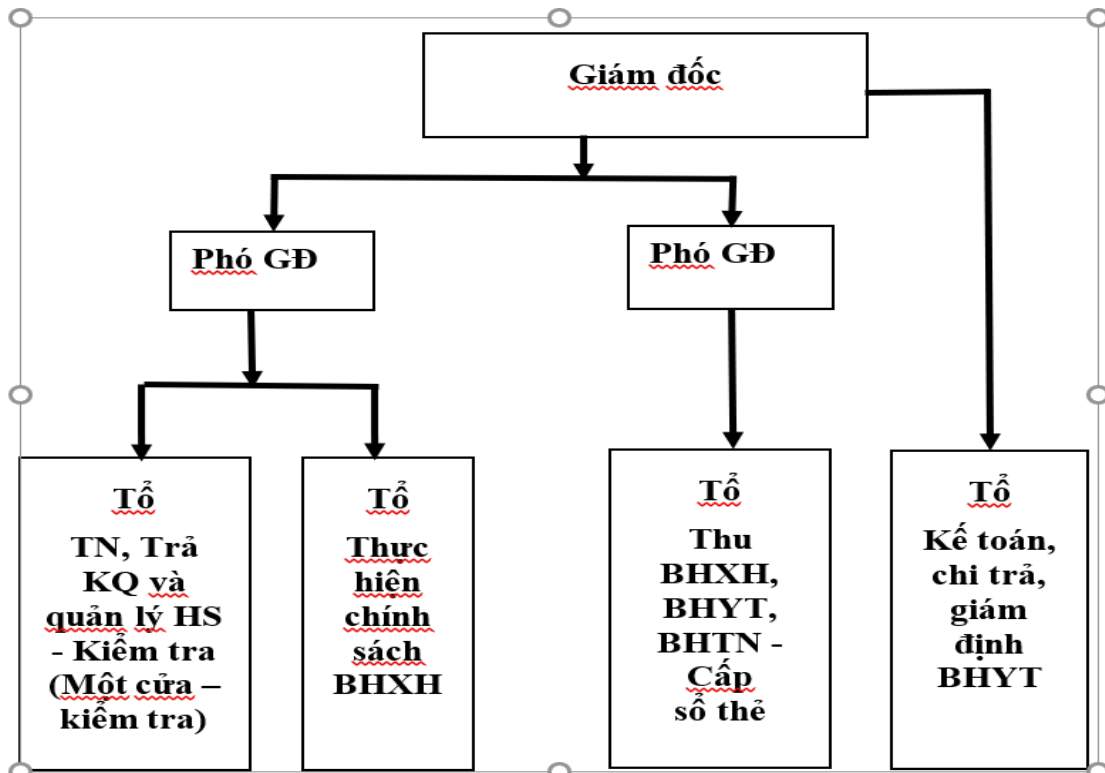 Giám đốc
Phó GĐ
Phó GĐ
Tổ
TN, Trả
KQ và
quản lý HS
- Kiểm tra
(Một cửa –
kiểm tra)
Tổ
Thực
hiện
chính
sách
BHXH
Tổ
Thu
BHXH,
BHYT,
BHTN -
Cấp
sổ thẻ
Tổ
Kế toán,
chi trả,
giám
định
BHYT